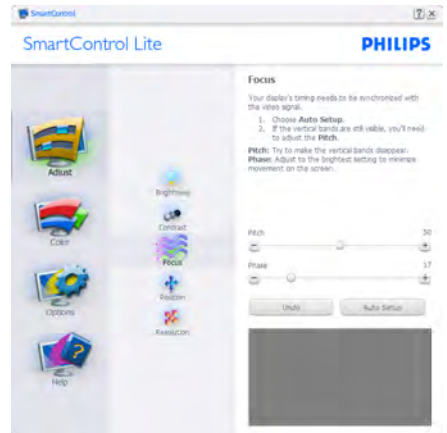 SmartControl
SmartControl Lite
PHILIPS
Focus
Your display's timing needs to be synchronized with
the video signal.
1. Choose Auto Setup.
2. If the vertical bands are still visible, you'll need
to adjust the Pitch.
Pitch: Try to make the vertical bands disappear.
Phase: Adjust to the brightest setting to minimize
movement on the screen.
Adjust
Color
Options
Help
Brightness
Contrast
Focus
Position
Resolution
Pitch 50
Phase 17
Undo Auto Setup